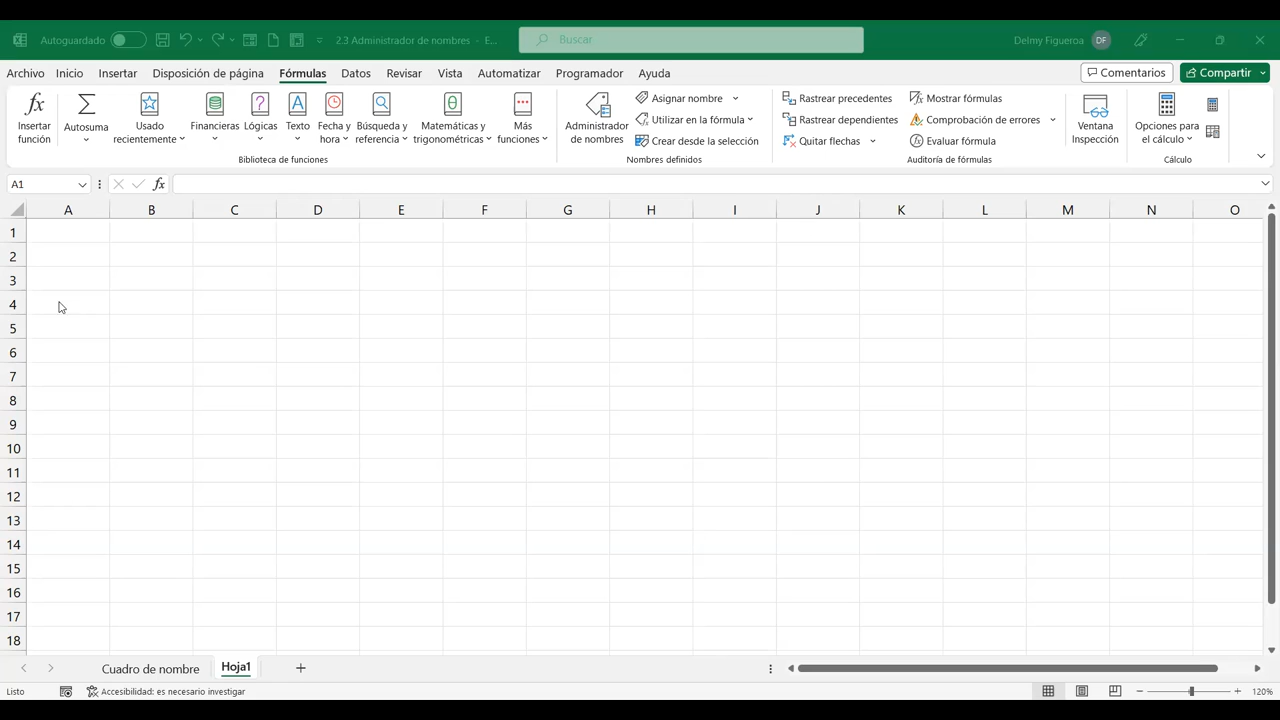 Autoguardado
2.3 Administrador de nombres - E...
Buscar
Delmy Figueroa DF
Archivo Inicio Insertar Disposición de página Fórmulas Datos Revisar Vista Automatizar Programador Ayuda
Comentarios Compartir
fx Insertar función
Autosuma
Usado recientemente
Financieras
Lógicas
Texto
Fecha y hora
Búsqueda y referencia
Matemáticas y trigonométricas
Más funciones
Biblioteca de funciones
Administrador de nombres
Asignar nombre
Utilizar en la fórmula
Crear desde la selección
Nombres definidos
Rastrear precedentes
Rastrear dependientes
Quitar flechas
Mostrar fórmulas
Comprobación de errores
Evaluar fórmula
Auditoría de fórmulas
Ventana Inspección
Opciones para el cálculo
Cálculo
A1 fx
A B C D E F G H I J K L M N O
1
2
3
4
5
6
7
8
9
10
11
12
13
14
15
16
17
18
Cuadro de nombre Hoja1
Listo
Accesibilidad: es necesario investigar
120%